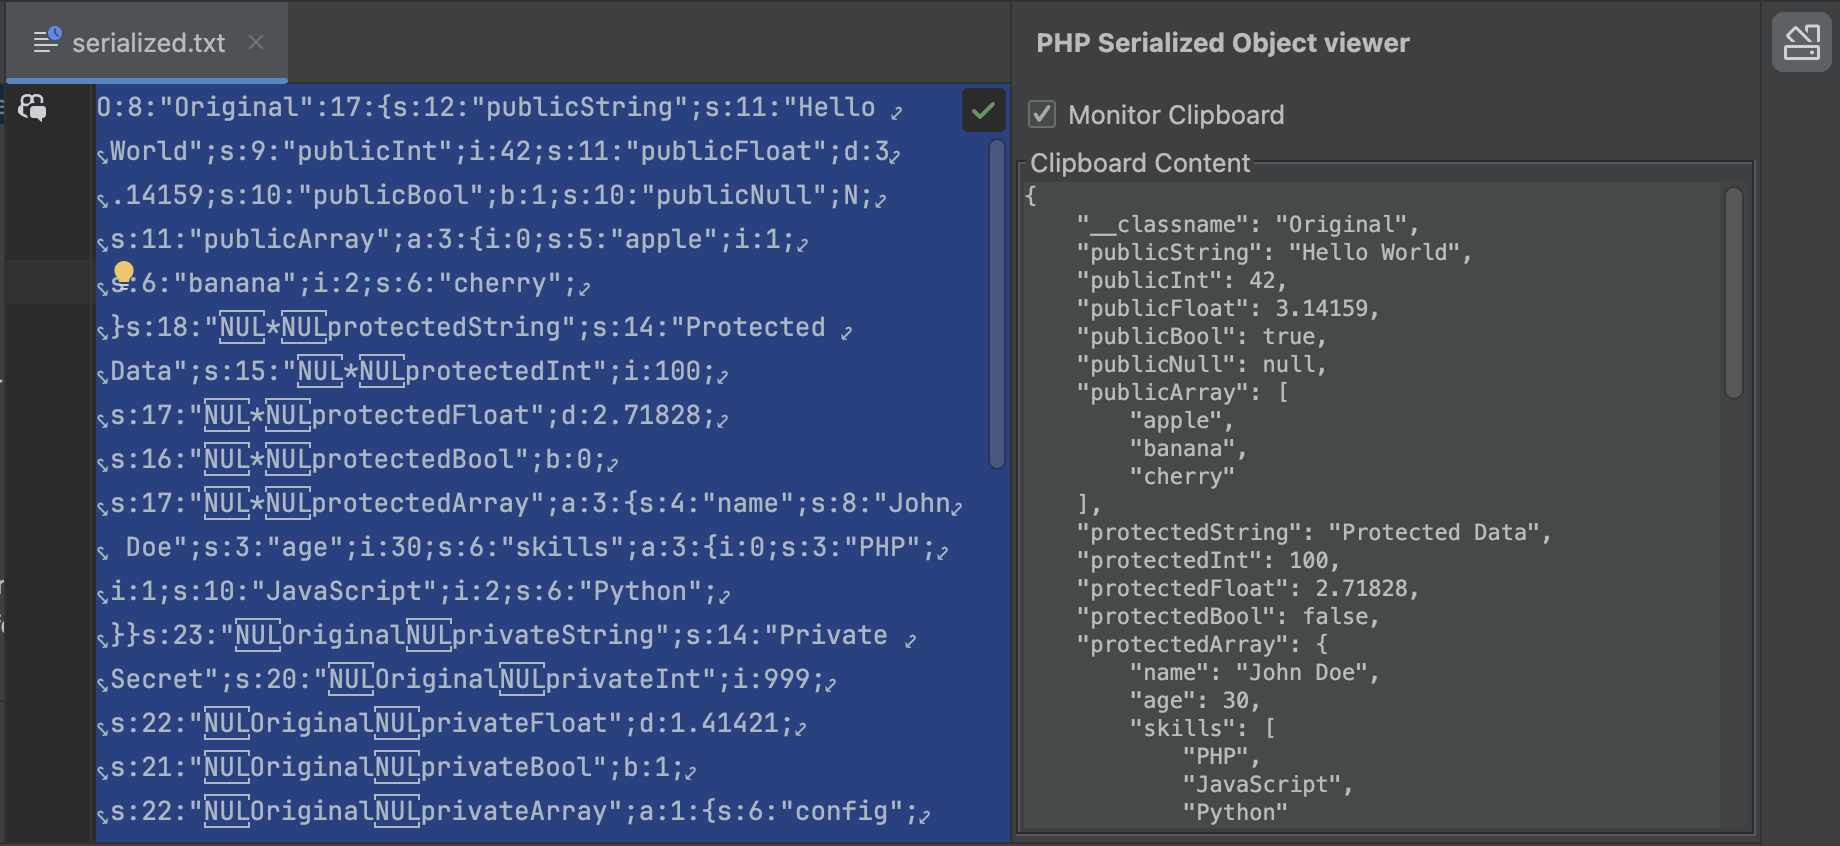 serialized.txt
O:8:"Original":17:{s:12:"publicString";s:11:"Hello
World";s:9:"publicInt";i:42;s:11:"publicFloat";d:3
.14159;s:10:"publicBool";b:1;s:10:"publicNull";N;
s:11:"publicArray";a:3:{i:0;s:5:"apple";i:1;
s:6:"banana";i:2;s:6:"cherry";
}s:18:"NUL*NULprotectedString";s:14:"Protected
Data";s:15:"NUL*NULprotectedInt";i:100;
s:17:"NUL*NULprotectedFloat";d:2.71828;
s:16:"NUL*NULprotectedBool";b:0;
s:17:"NUL*NULprotectedArray";a:3:{s:4:"name";s:8:"John
Doe";s:3:"age";i:30;s:6:"skills";a:3:{i:0;s:3:"PHP";
i:1;s:10:"JavaScript";i:2;s:6:"Python";
}}s:23:"NULOriginalNULprivateString";s:14:"Private
Secret";s:20:"NULOriginalNULprivateInt";i:999;
s:22:"NULOriginalNULprivateFloat";d:1.41421;
s:21:"NULOriginalNULprivateBool";b:1;
s:22:"NULOriginalNULprivateArray";a:1:{s:6:"config";
PHP Serialized Object viewer
Monitor Clipboard
Clipboard Content
{
    "__classname": "Original",
    "publicString": "Hello World",
    "publicInt": 42,
    "publicFloat": 3.14159,
    "publicBool": true,
    "publicNull": null,
    "publicArray": [
        "apple",
        "banana",
        "cherry"
    ],
    "protectedString": "Protected Data",
    "protectedInt": 100,
    "protectedFloat": 2.71828,
    "protectedBool": false,
    "protectedArray": {
        "name": "John Doe",
        "age": 30,
        "skills": [
            "PHP",
            "JavaScript",
            "Python"